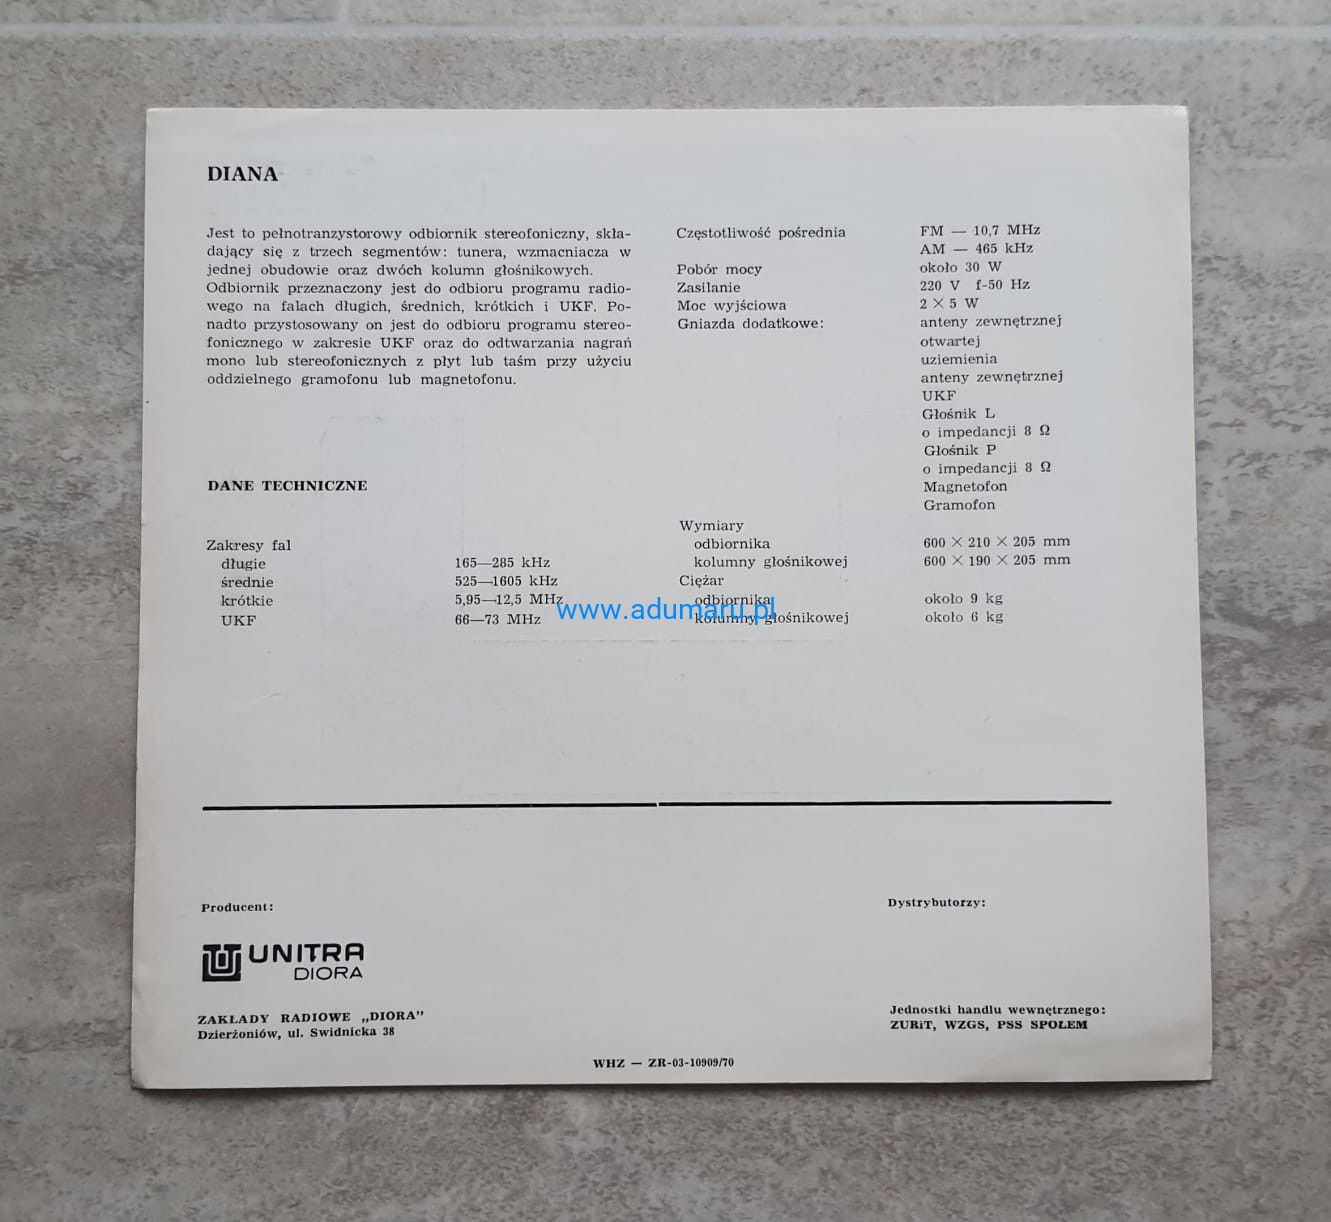 DIANA
Jest to pełnotranzystorowy odbiornik stereofoniczny, skła-
dający się z trzech segmentów: tunera, wzmacniacza w
jednej obudowie oraz dwóch kolumn głośnikowych.
Odbiornik przeznaczony jest do odbioru programu radio-
wego na falach długich, średnich, krótkich i UKF. Po-
nadto przystosowany on jest do odbioru programu stereo-
fonicznego w zakresie UKF oraz do odtwarzania nagrań
mono lub stereofonicznych z płyt lub taśm przy użyciu
oddzielnego gramofonu lub magnetofonu.
DANE TECHNICZNE
Zakresy fal
długie 165—285 kHz
średnie 525—1605 kHz
krótkie 5,95—12,5 MHz
UKF 66—73 MHz
Częstotliwość pośrednia FM — 10,7 MHz
AM — 465 kHz
Pobór mocy około 30 W
Zasilanie 220 V f-50 Hz
Moc wyjściowa 2 × 5 W
Gniazda dodatkowe: anteny zewnętrznej
otwartej
uziemienia
anteny zewnętrznej
UKF
Głośnik L
o impedancji 8 Ω
Głośnik P
o impedancji 8 Ω
Magnetofon
Gramofon
Wymiary
odbiornika 600 × 210 × 205 mm
kolumny głośnikowej 600 × 190 × 205 mm
Ciężar
odbiornika około 9 kg
kolumny głośnikowej około 6 kg
www.adumaru.pl
Producent:
UNITRA
DIORA
ZAKŁADY RADIOWE „DIORA”
Dzierżoniów, ul. Swidnicka 38
Dystrybutorzy:
Jednostki handlu wewnętrznego:
ZURiT, WZGS, PSS SPOŁEM
WHZ — ZR-03-10909/70